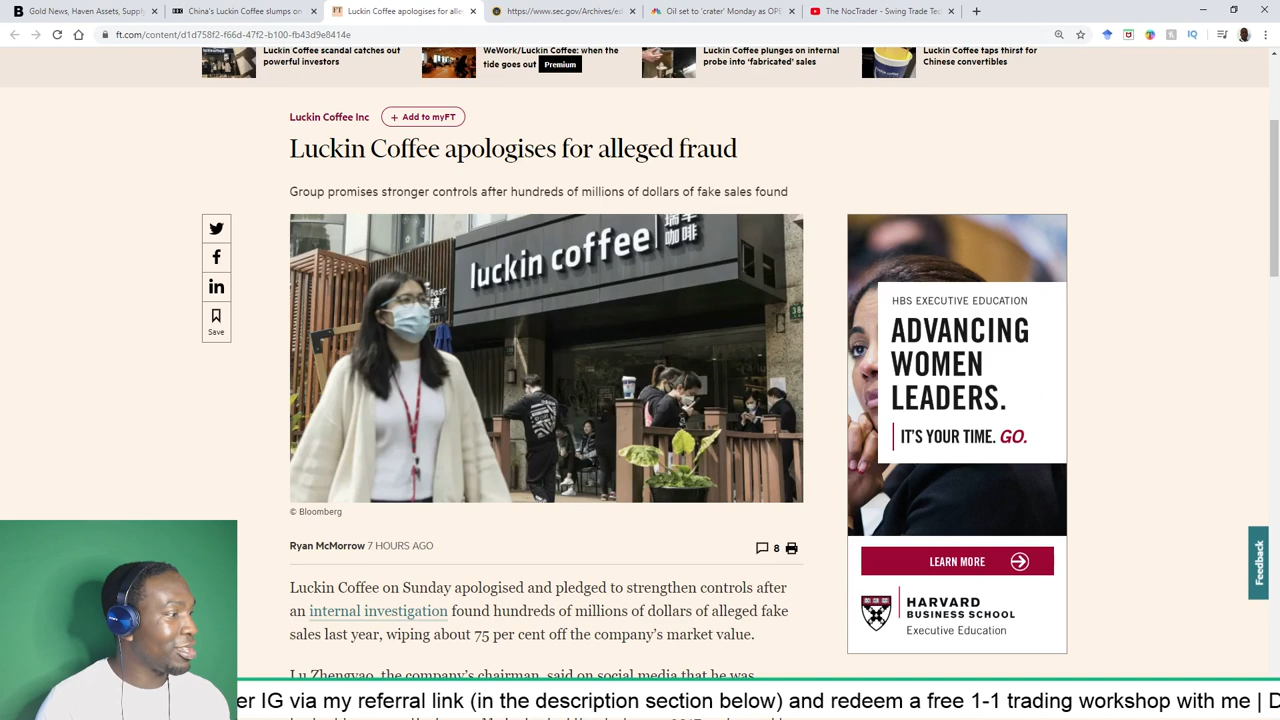 Gold News, Haven Assets, Supply
China's Luckin Coffee slumps on
Luckin Coffee apologises for alle
https://www.sec.gov/Archives/ed
Oil set to 'crater' Monday as OPE
The NocTrader - Swing Trade Tec
ft.com/content/d1d758f2-f66d-47f2-b100-fb43d9e8414e
Luckin Coffee scandal catches out
powerful investors
WeWork/Luckin Coffee: when the
tide goes out Premium
Luckin Coffee plunges on internal
probe into 'fabricated' sales
Luckin Coffee taps thirst for
Chinese convertibles
Luckin Coffee Inc
+ Add to myFT
Luckin Coffee apologises for alleged fraud
Group promises stronger controls after hundreds of millions of dollars of fake sales found
Save
luckin coffee 瑞幸
咖啡
© Bloomberg
Ryan McMorrow 7 HOURS AGO
8
Luckin Coffee on Sunday apologised and pledged to strengthen controls after
an internal investigation found hundreds of millions of dollars of alleged fake
sales last year, wiping about 75 per cent off the company's market value.
Lu Zhengyao, the company's chairman, said on social media that he was
HBS EXECUTIVE EDUCATION
ADVANCING
WOMEN
LEADERS.
IT'S YOUR TIME. GO.
LEARN MORE
HARVARD
BUSINESS SCHOOL
Executive Education
Feedback
er IG via my referral link (in the description section below) and redeem a free 1-1 trading workshop with me | D